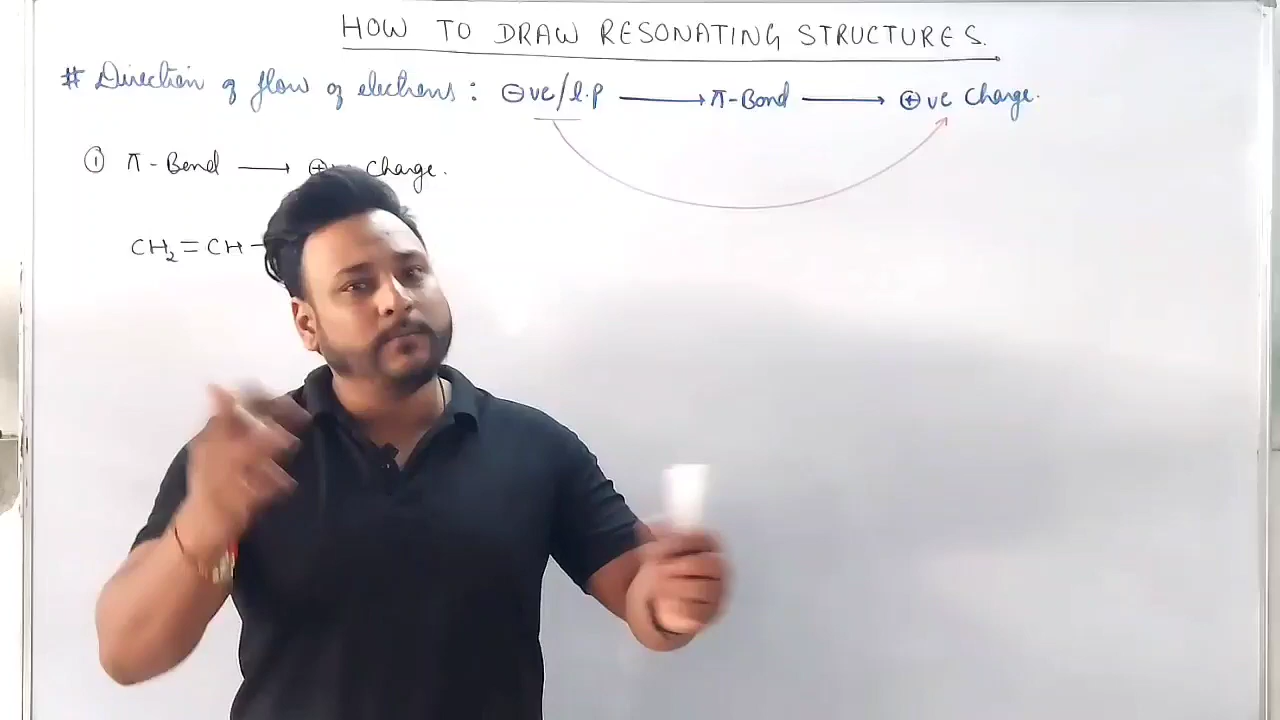 HOW TO DRAW RESONATING STRUCTURES.
# Direction of flow of electrons : ⊖ve/l.p ⟶ π-Bond ⟶ ⊕ve Charge.
① π-Bond ⟶ ⊕ve Charge.
CH₂=CH-